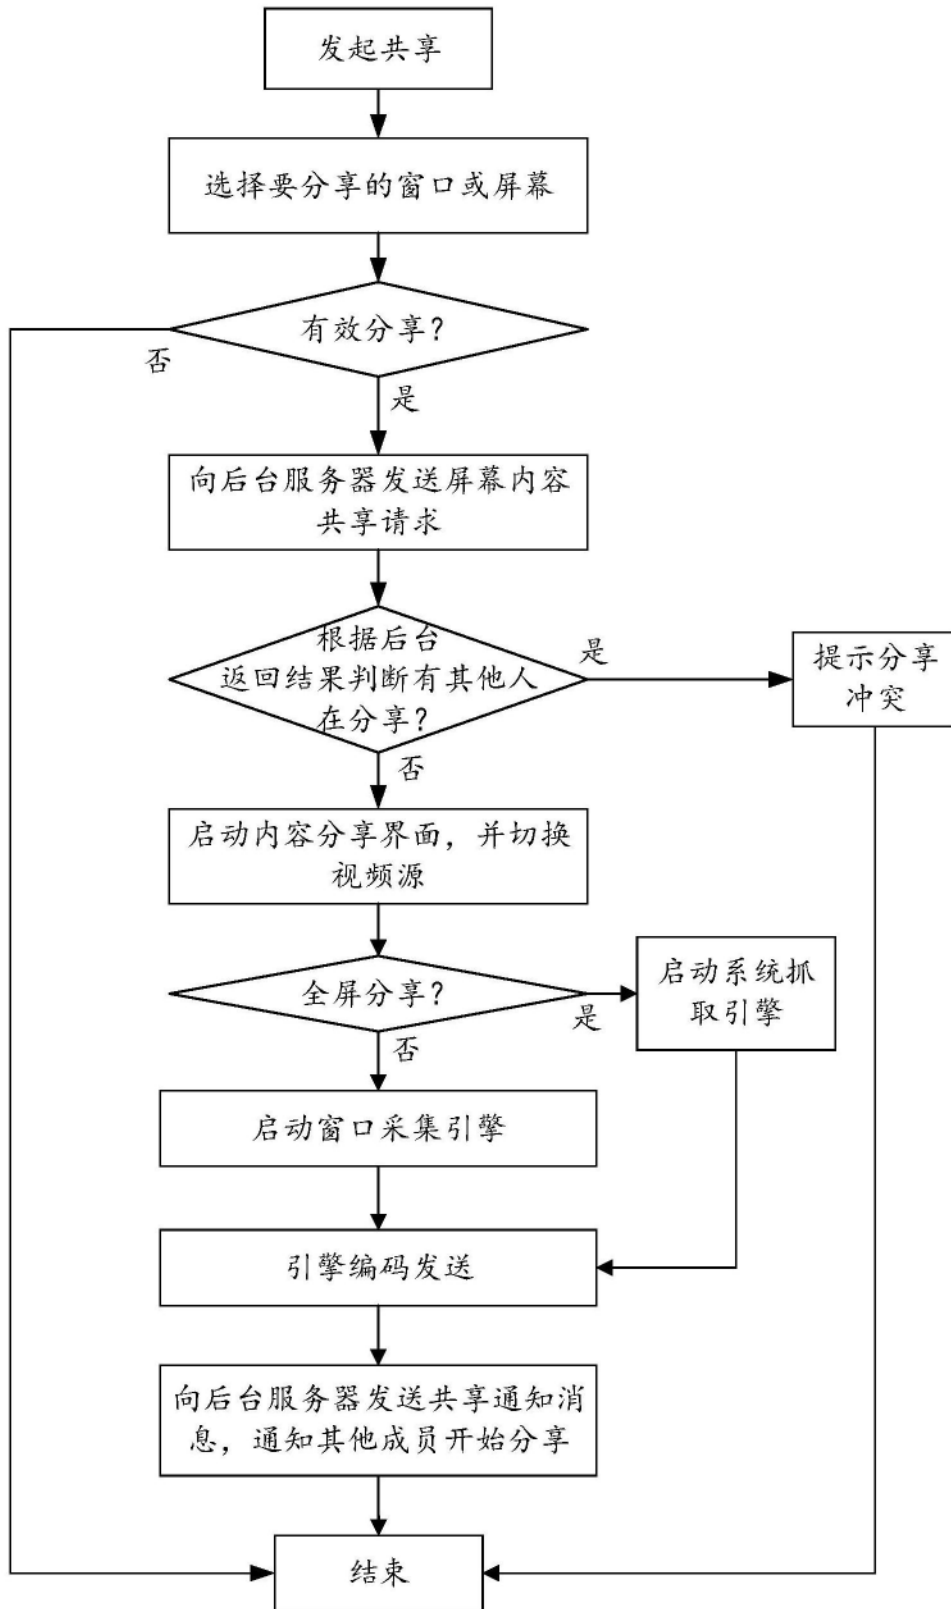 发起共享
选择要分享的窗口或屏幕
有效分享？
否
是
向后台服务器发送屏幕内容
共享请求
根据后台
返回结果判断有其他人
在分享？
是
提示分享
冲突
否
启动内容分享界面，并切换
视频源
全屏分享？
是
启动系统抓
取引擎
否
启动窗口采集引擎
引擎编码发送
向后台服务器发送共享通知消
息，通知其他成员开始分享
结束